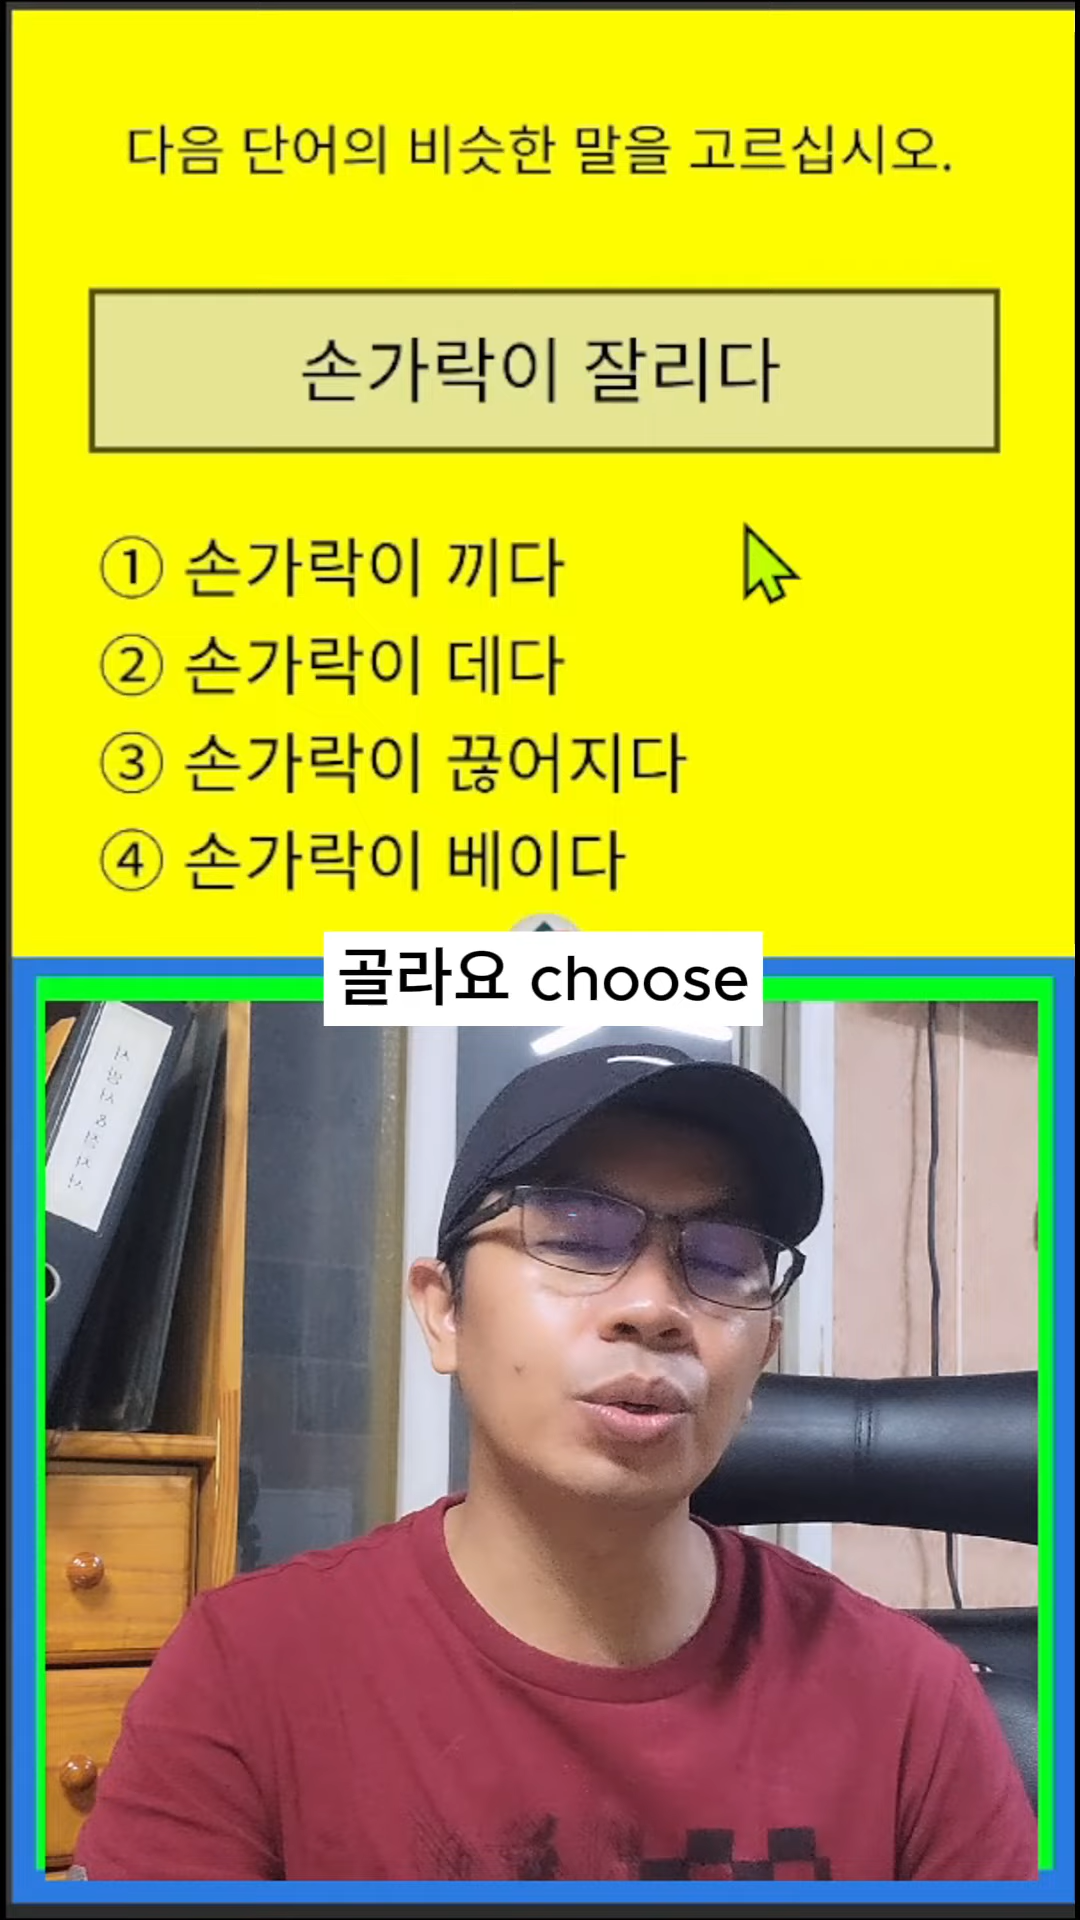 다음 단어의 비슷한 말을 고르십시오.
손가락이 잘리다
① 손가락이 끼다
② 손가락이 데다
③ 손가락이 끊어지다
④ 손가락이 베이다
골라요 choose